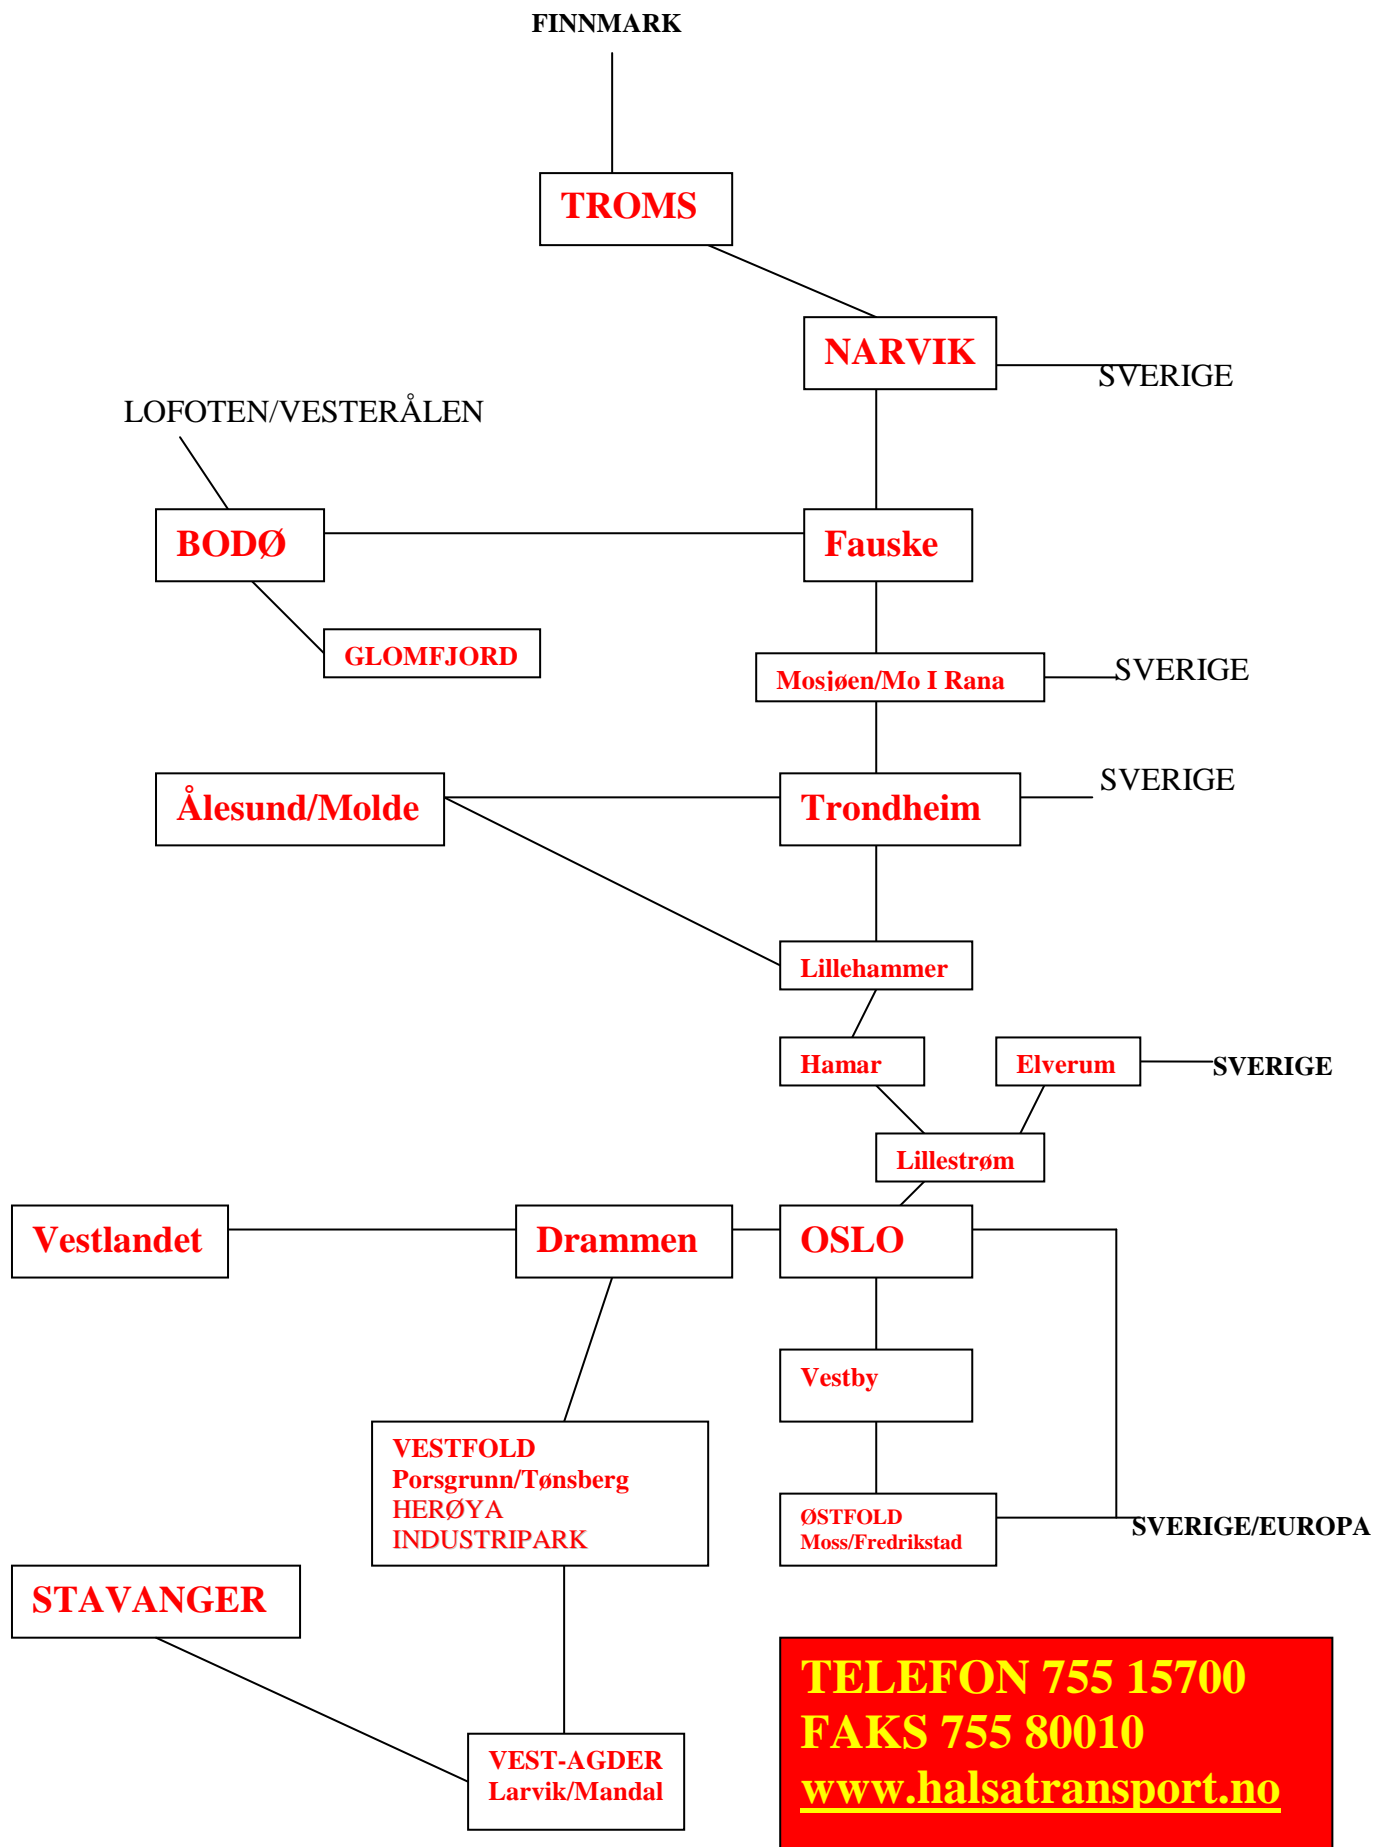 FINNMARK
TROMS
NARVIK
SVERIGE
LOFOTEN/VESTERÅLEN
BODØ
Fauske
GLOMFJORD
Mosjøen/Mo I Rana
SVERIGE
Ålesund/Molde
Trondheim
SVERIGE
Lillehammer
Hamar
Elverum
SVERIGE
Lillestrøm
Vestlandet
Drammen
OSLO
Vestby
VESTFOLD
Porsgrunn/Tønsberg
HERØYA
INDUSTRIPARK
ØSTFOLD
Moss/Fredrikstad
SVERIGE/EUROPA
STAVANGER
VEST-AGDER
Larvik/Mandal
TELEFON 755 15700
FAKS 755 80010
www.halsatransport.no